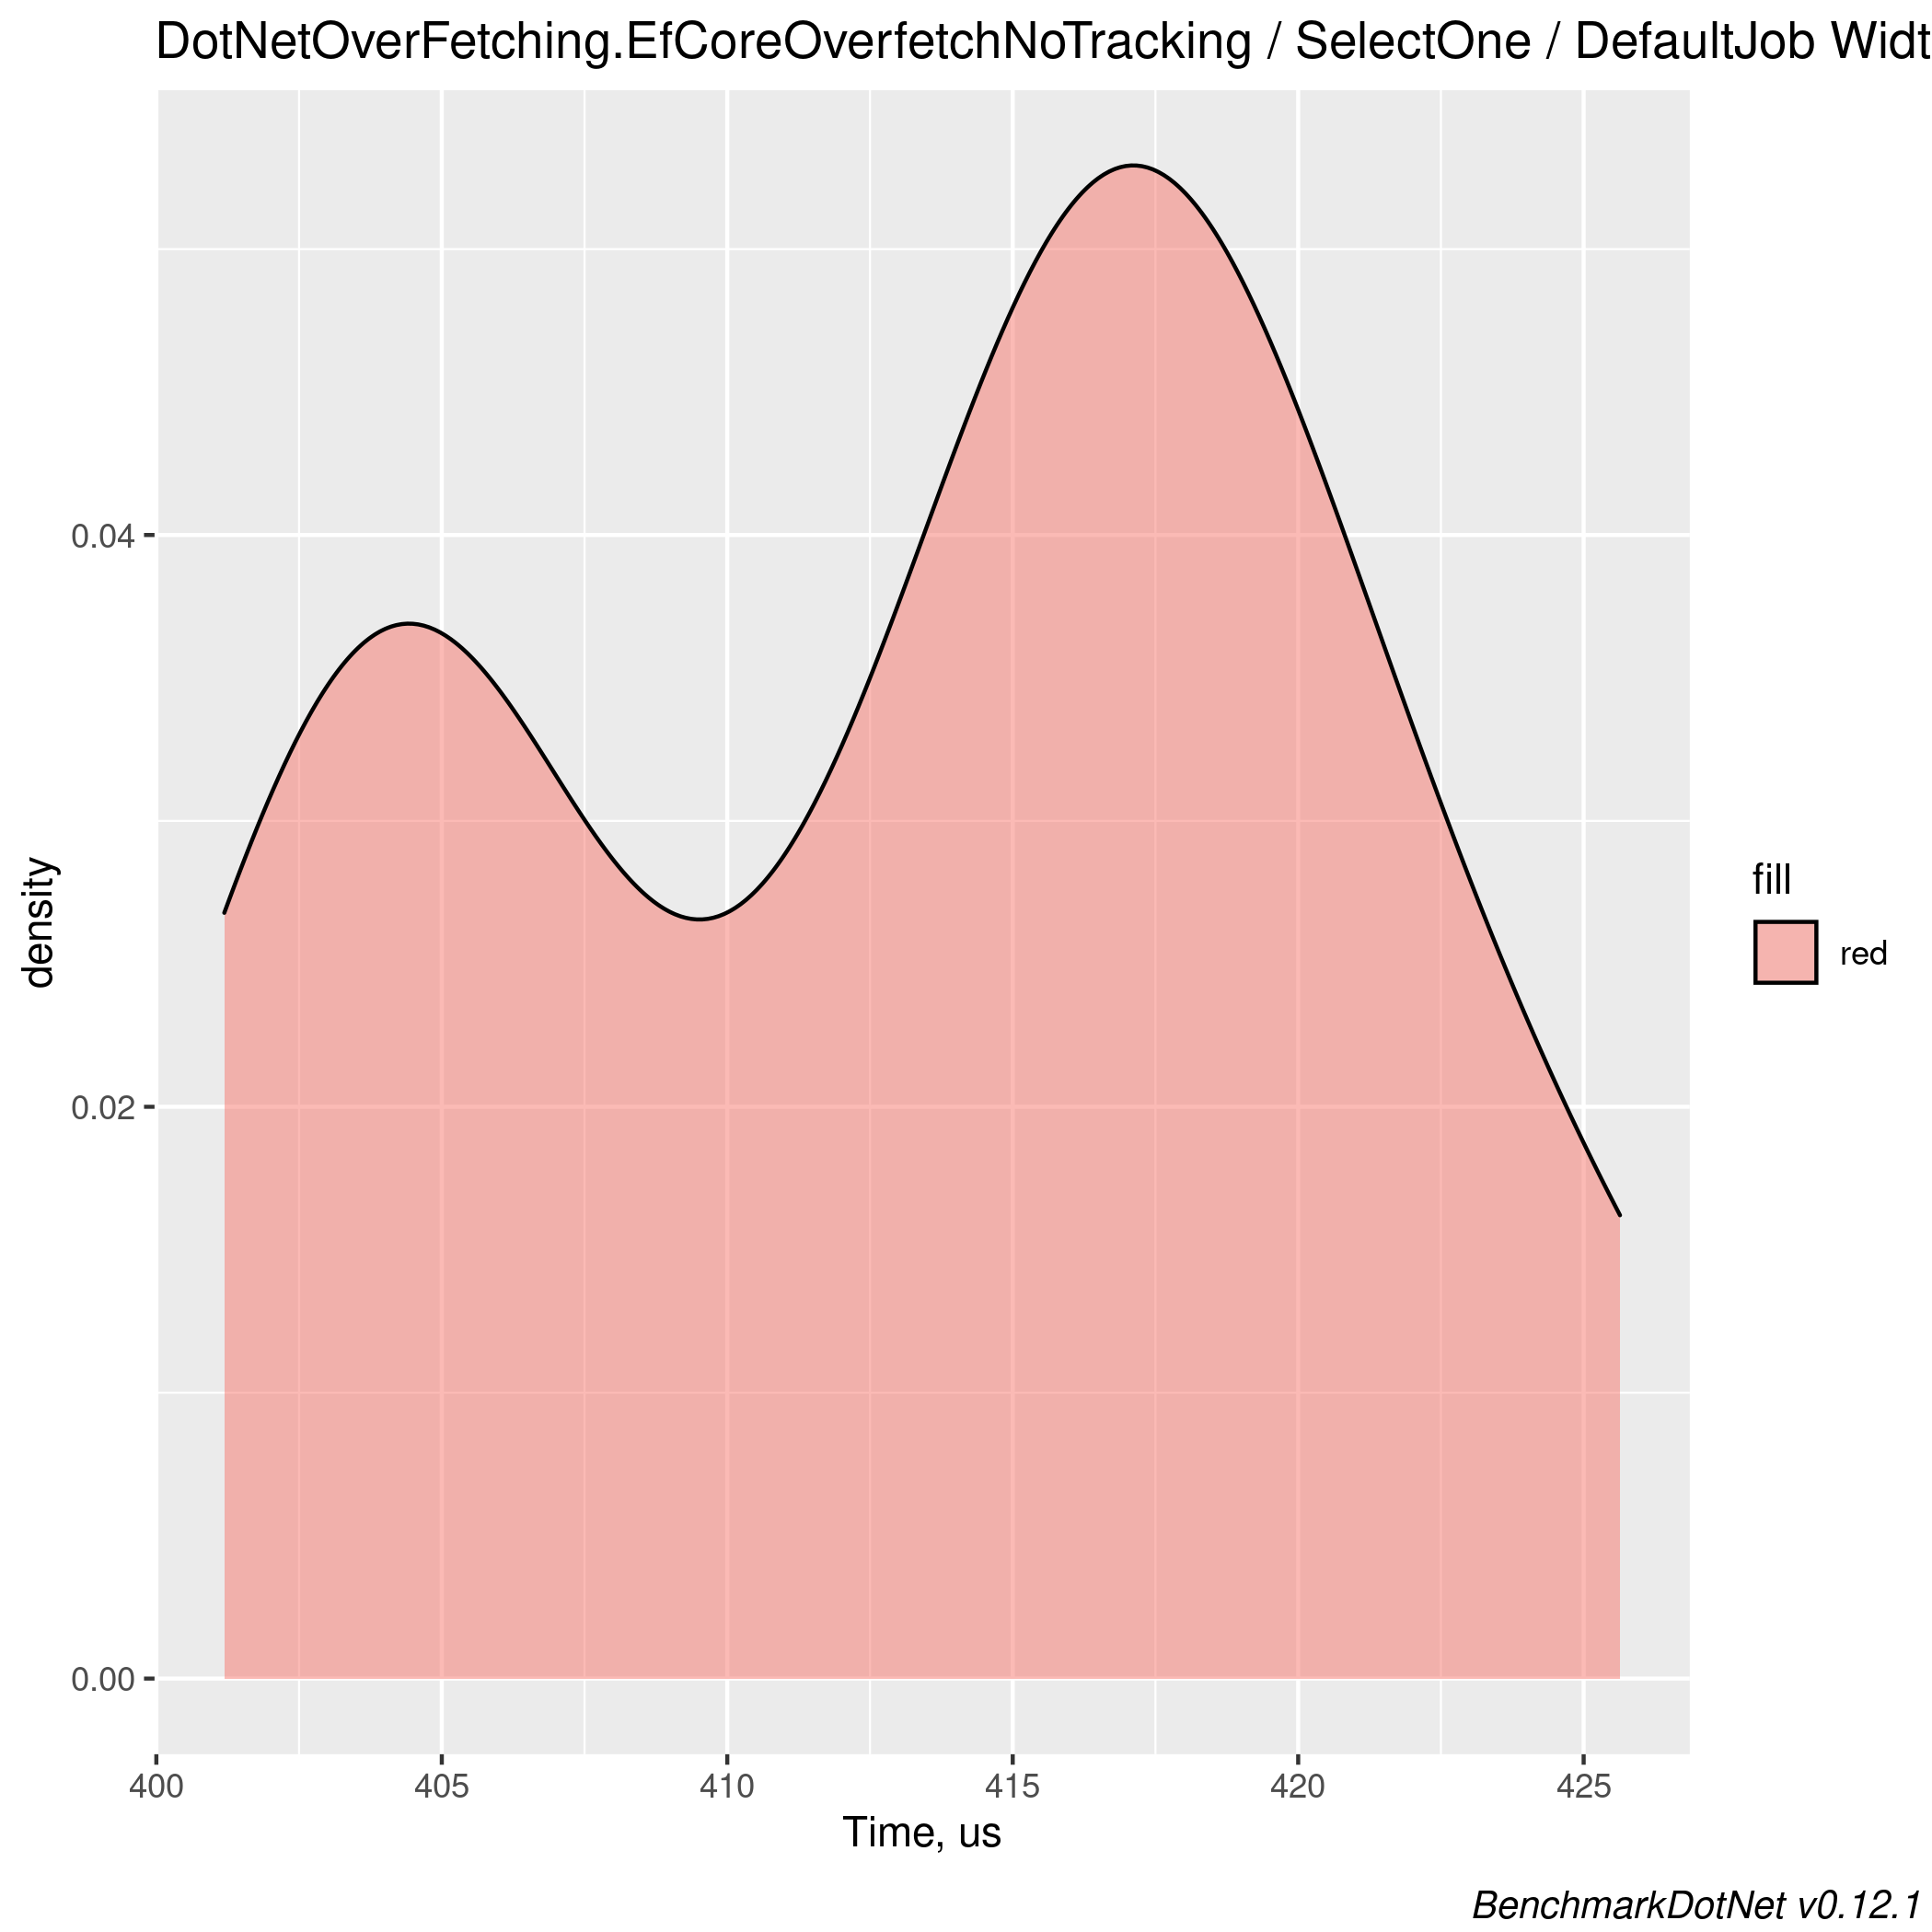 DotNetOverFetching.EfCoreOverfetchNoTracking / SelectOne / DefaultJob Widt
density
0.04
0.02
0.00
400 405 410 415 420 425
Time, us
fill
red
BenchmarkDotNet v0.12.1